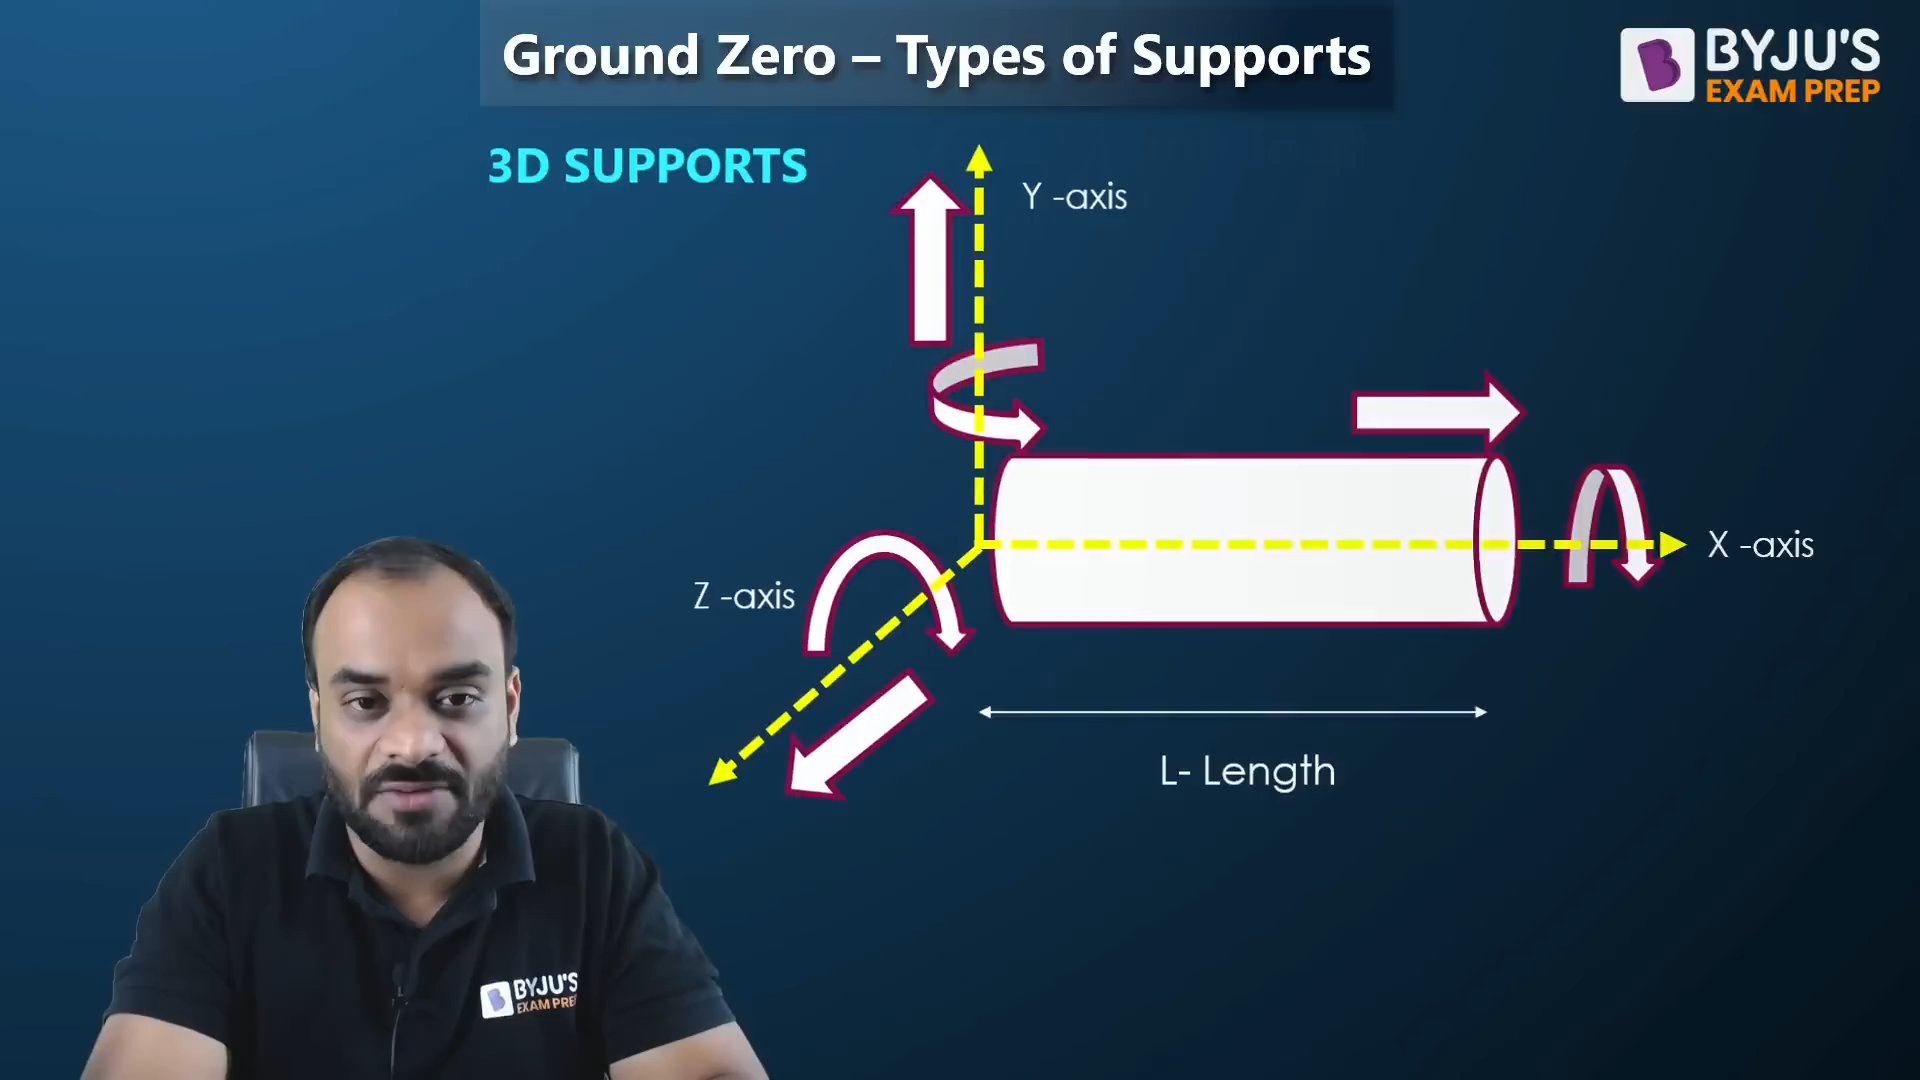 Ground Zero – Types of Supports
BYJU'S
EXAM PREP
3D SUPPORTS
Y -axis
X -axis
Z -axis
L- Length
BYJU'S
EXAM PREP